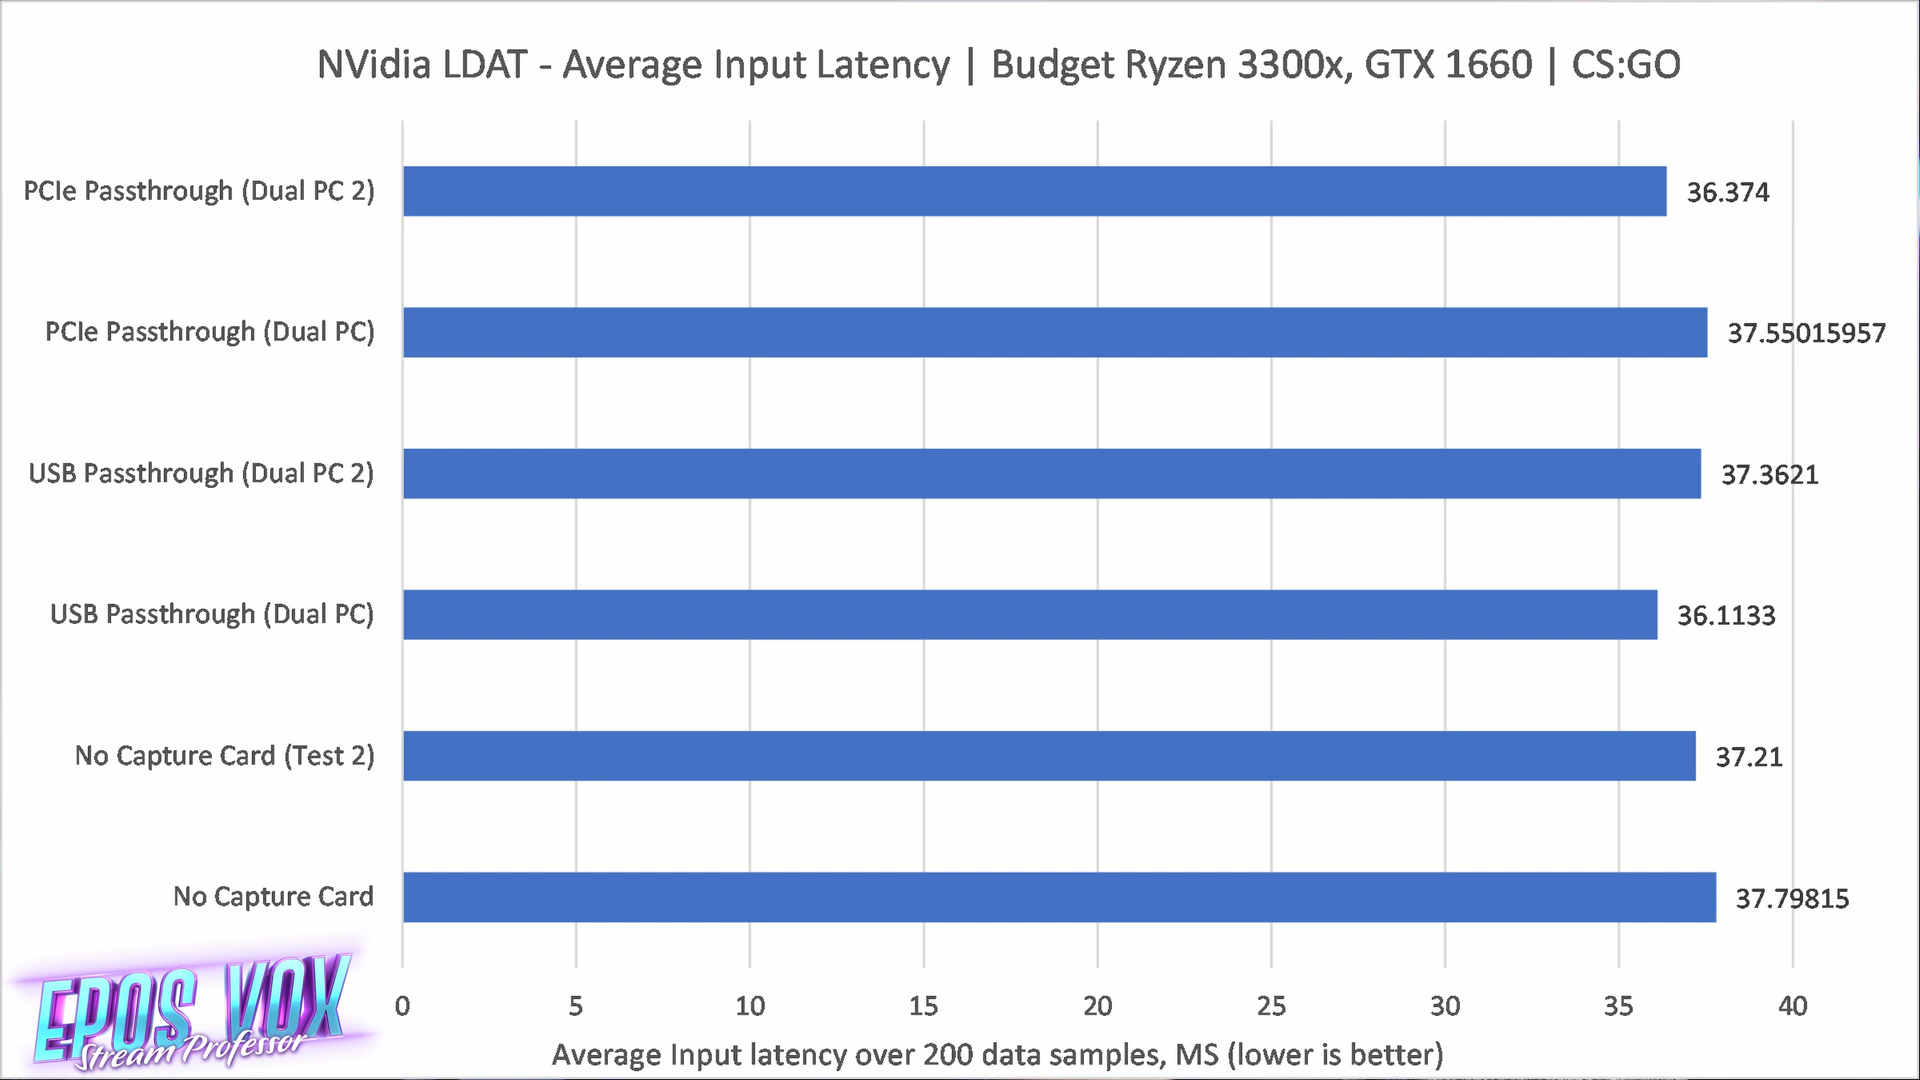 NVidia LDAT - Average Input Latency | Budget Ryzen 3300x, GTX 1660 | CS:GO
PCIe Passthrough (Dual PC 2) 36.374
PCIe Passthrough (Dual PC) 37.55015957
USB Passthrough (Dual PC 2) 37.3621
USB Passthrough (Dual PC) 36.1133
No Capture Card (Test 2) 37.21
No Capture Card 37.79815
0 5 10 15 20 25 30 35 40
Average Input latency over 200 data samples, MS (lower is better)
EPOS VOX
Stream Professor